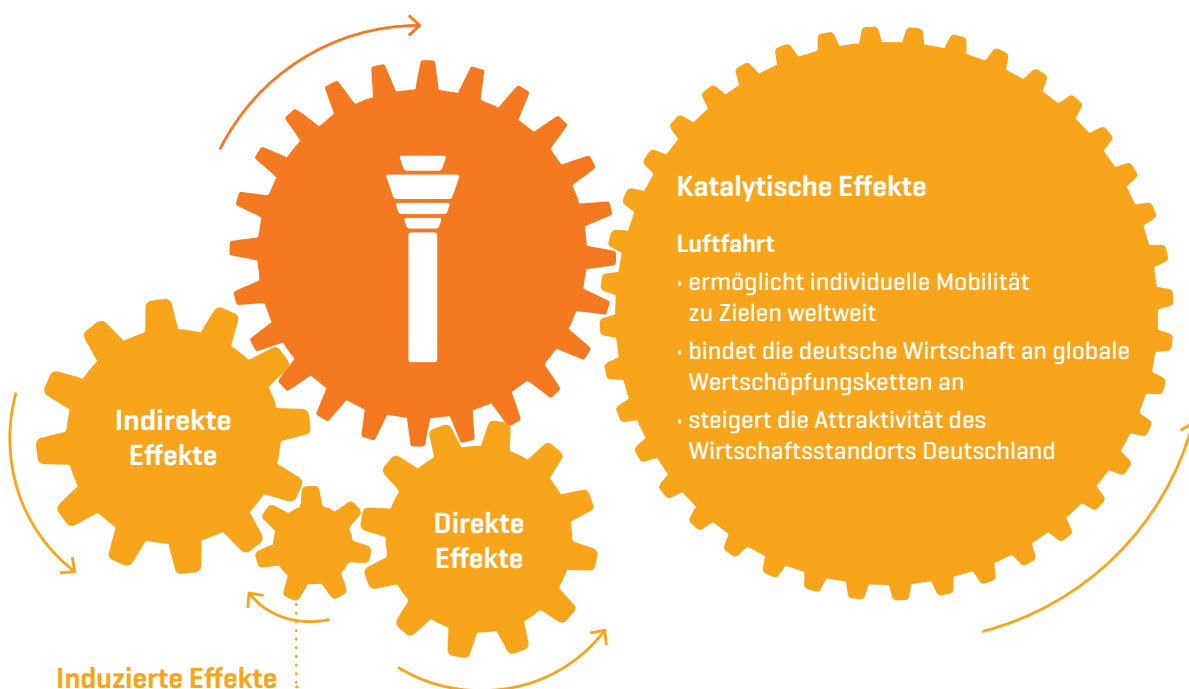 Katalytische Effekte
Luftfahrt
· ermöglicht individuelle Mobilität
zu Zielen weltweit
· bindet die deutsche Wirtschaft an globale
Wertschöpfungsketten an
· steigert die Attraktivität des
Wirtschaftsstandorts Deutschland
Indirekte
Effekte
Direkte
Effekte
Induzierte Effekte